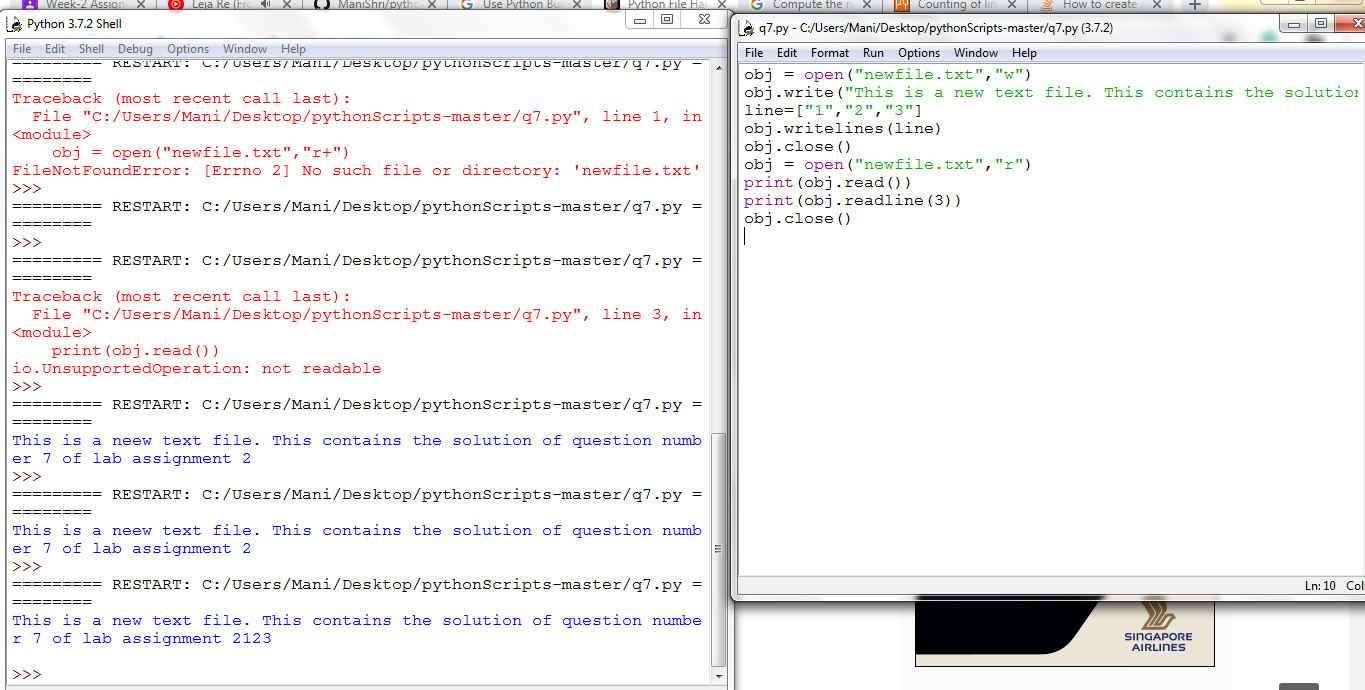 Week-2 Assign
Leja Re (Fr
ManiShri/pytho
Use Python Bui
Python File Han
Compute the n
Counting of lin
How to create
Python 3.7.2 Shell
File Edit Shell Debug Options Window Help
========= RESTART: C:/Users/Mani/Desktop/pythonScripts-master/q7.py =
========
Traceback (most recent call last):
  File "C:/Users/Mani/Desktop/pythonScripts-master/q7.py", line 1, in
<module>
    obj = open("newfile.txt","r+")
FileNotFoundError: [Errno 2] No such file or directory: 'newfile.txt'
>>>
========= RESTART: C:/Users/Mani/Desktop/pythonScripts-master/q7.py =
========
>>>
========= RESTART: C:/Users/Mani/Desktop/pythonScripts-master/q7.py =
========
Traceback (most recent call last):
  File "C:/Users/Mani/Desktop/pythonScripts-master/q7.py", line 3, in
<module>
    print(obj.read())
io.UnsupportedOperation: not readable
>>>
========= RESTART: C:/Users/Mani/Desktop/pythonScripts-master/q7.py =
========
This is a neew text file. This contains the solution of question numb
er 7 of lab assignment 2
>>>
========= RESTART: C:/Users/Mani/Desktop/pythonScripts-master/q7.py =
========
This is a neew text file. This contains the solution of question numb
er 7 of lab assignment 2
>>>
========= RESTART: C:/Users/Mani/Desktop/pythonScripts-master/q7.py =
========
This is a new text file. This contains the solution of question numbe
r 7 of lab assignment 2123
>>>
q7.py - C:/Users/Mani/Desktop/pythonScripts-master/q7.py (3.7.2)
File Edit Format Run Options Window Help
obj = open("newfile.txt","w")
obj.write("This is a new text file. This contains the solution
line=["1","2","3"]
obj.writelines(line)
obj.close()
obj = open("newfile.txt","r")
print(obj.read())
print(obj.readline(3))
obj.close()
Ln: 10 Col:
SINGAPORE
AIRLINES